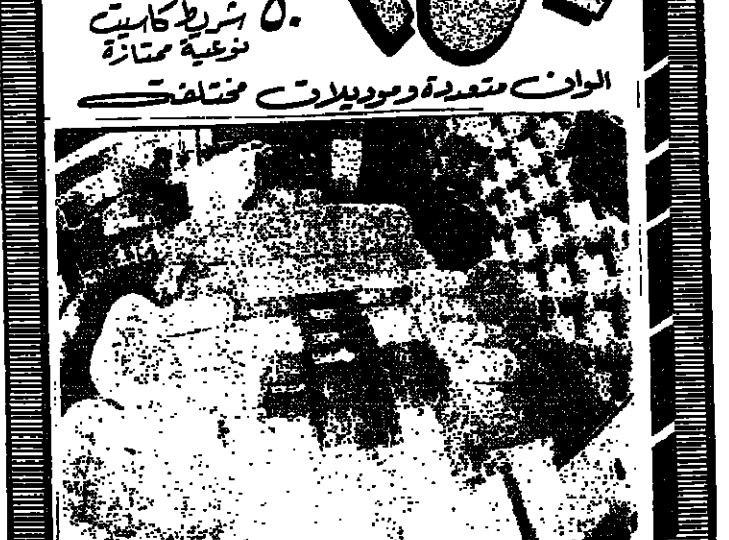 ٥٠ شريط كاسيت
نوعية ممتازة
الوان متعددة وموديلات مختلفة